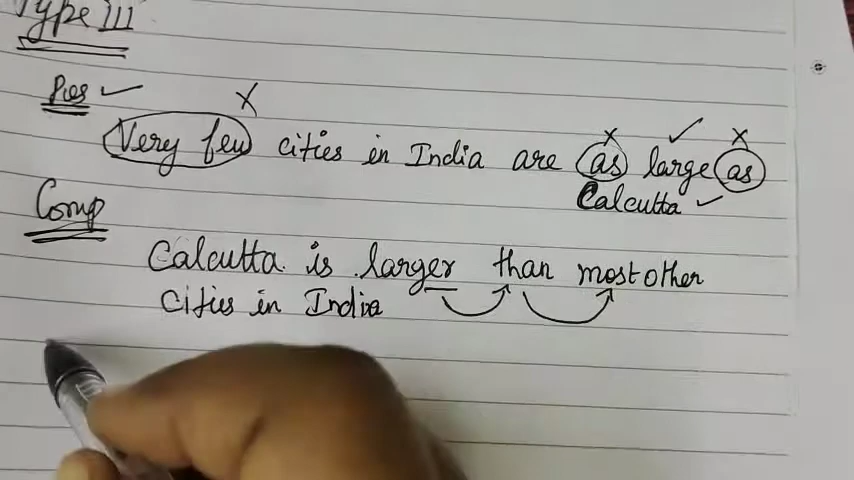 Type III
Pos
Very few cities in India are as large as
Calcutta
Comp
Calcutta is larger than most other
cities in India